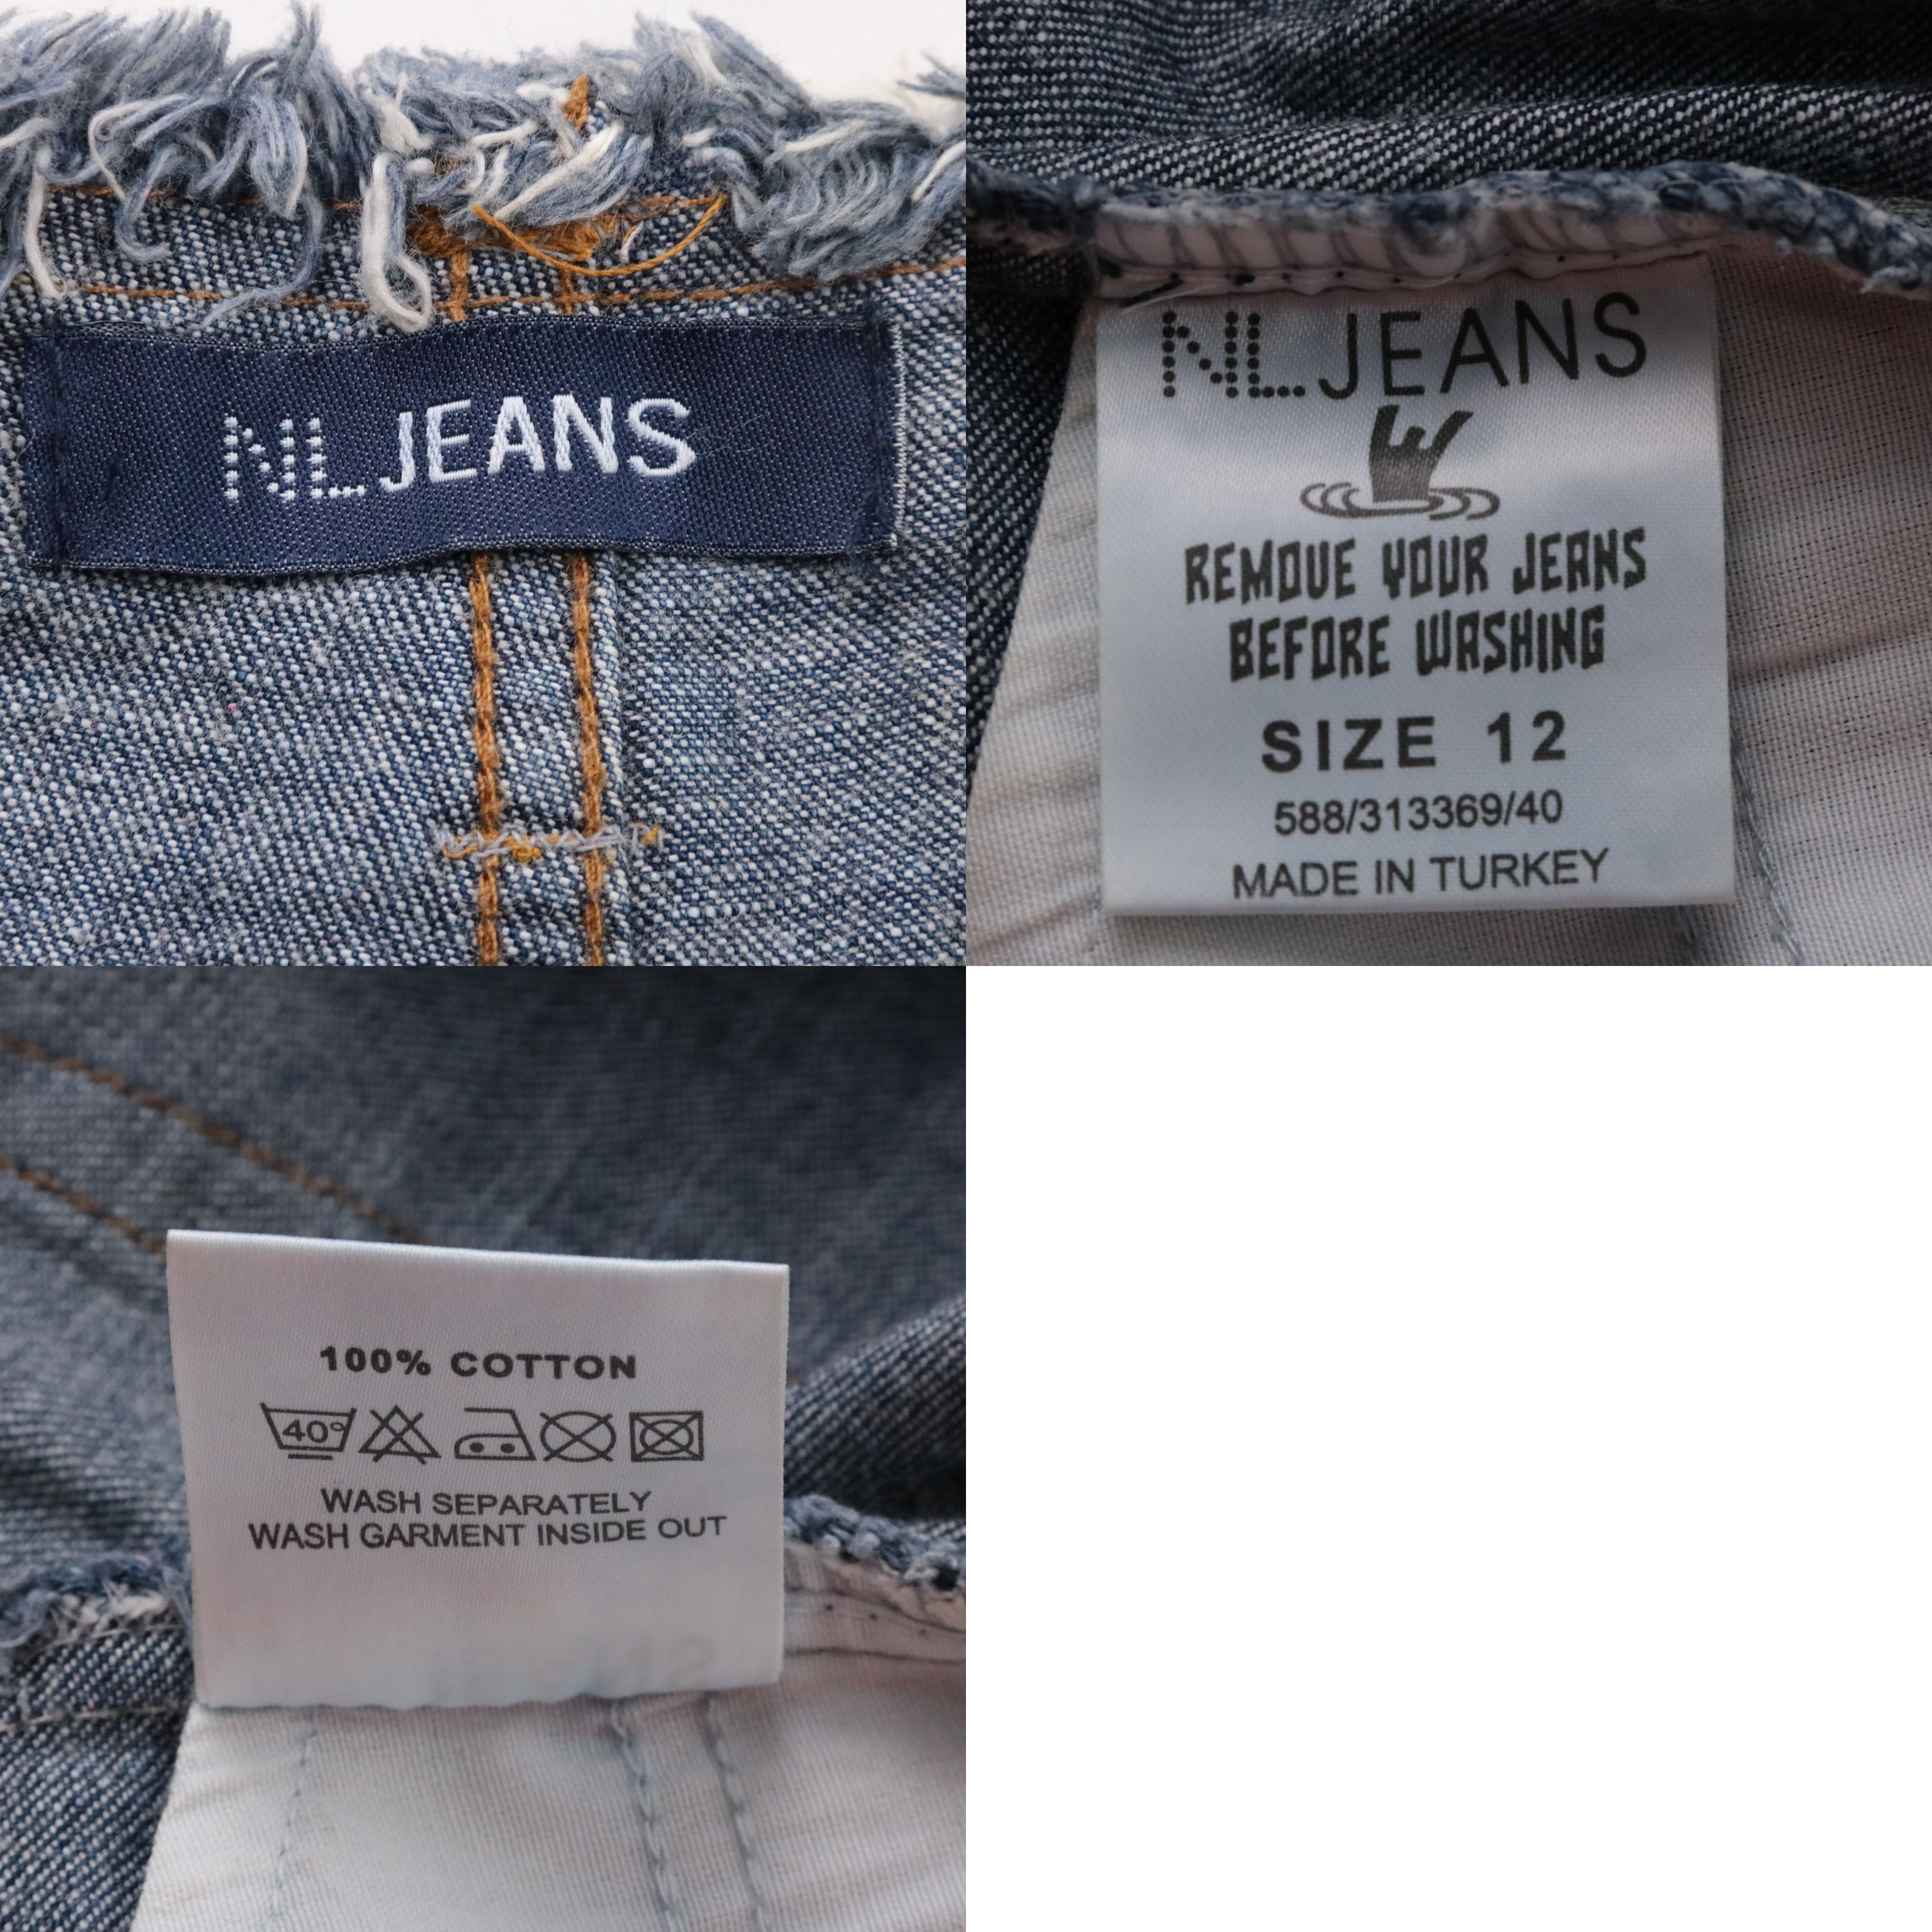 NL JEANS
NL JEANS
REMOVE YOUR JEANS
BEFORE WASHING
SIZE 12
588/313369/40
MADE IN TURKEY
100% COTTON
40°
WASH SEPARATELY
WASH GARMENT INSIDE OUT